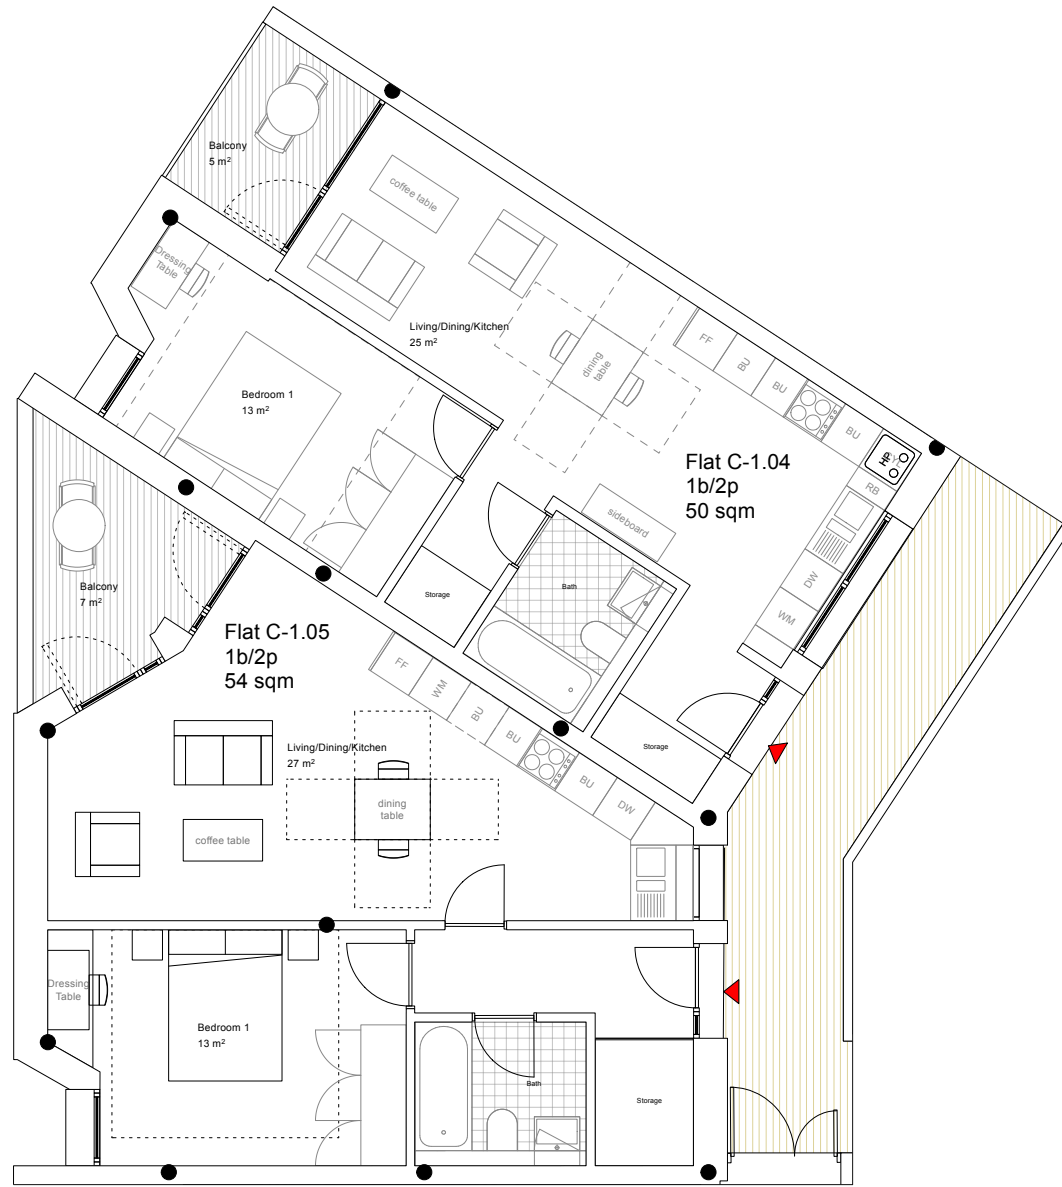 Balcony
5 m²
coffee table
Dressing
Table
Living/Dining/Kitchen
25 m²
dining
table
FF
BU
BU
BU
HP
CYL
RB
DW
WM
Bedroom 1
13 m²
Flat C-1.04
1b/2p
50 sqm
sideboard
Bath
Storage
Storage
Balcony
7 m²
Flat C-1.05
1b/2p
54 sqm
FF
WM
BU
BU
BU
DW
Living/Dining/Kitchen
27 m²
dining
table
coffee table
Dressing
Table
Bedroom 1
13 m²
Bath
Storage